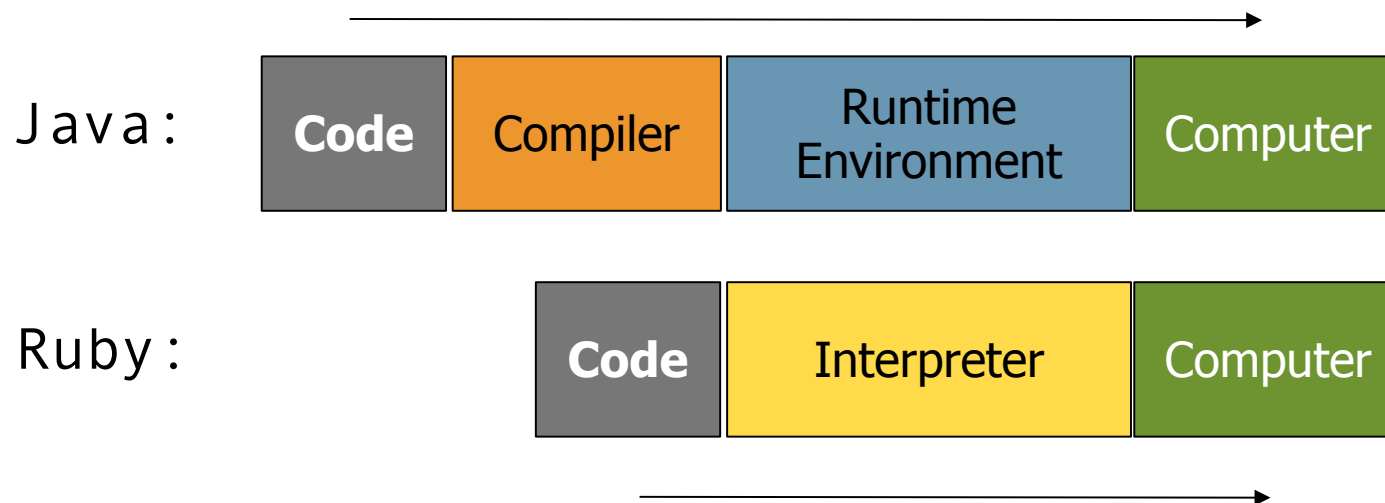 Java:
Code
Compiler
Runtime
Environment
Computer
Ruby:
Code
Interpreter
Computer